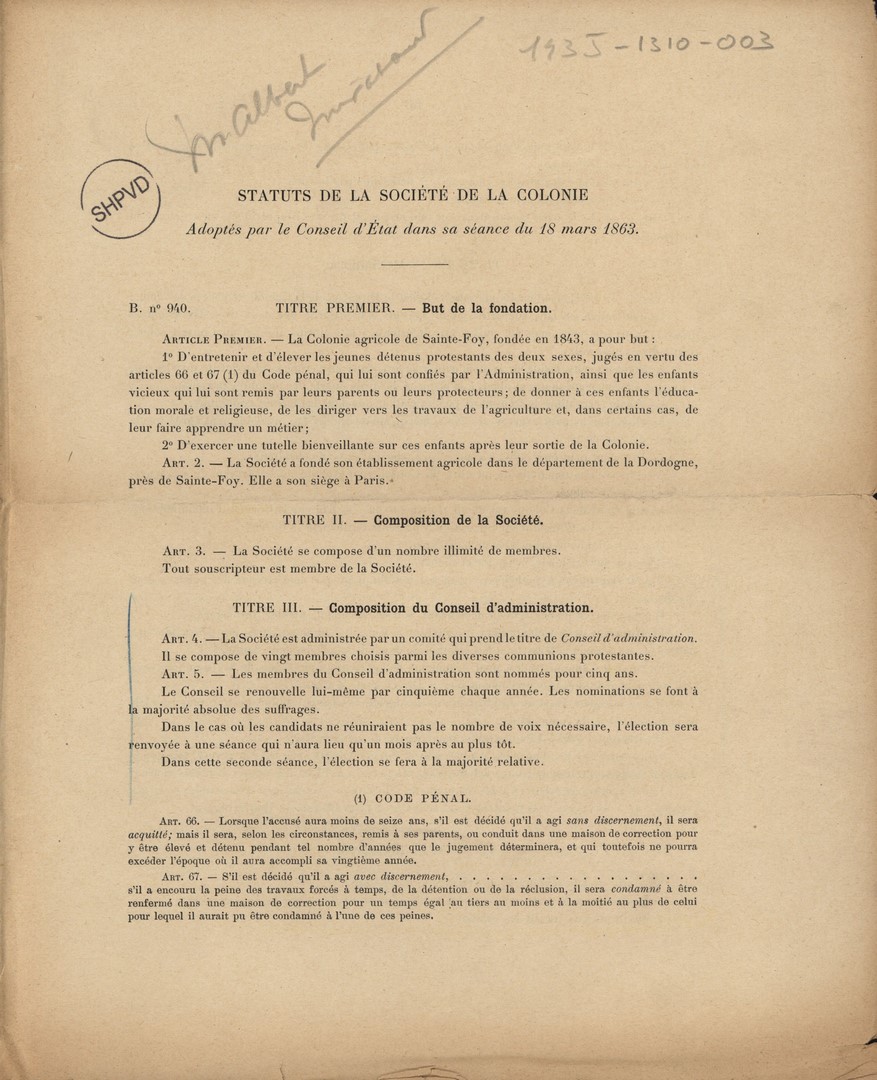 193J-1310-003
Mr Albert
SHPVD
STATUTS DE LA SOCIÉTÉ DE LA COLONIE
Adoptés par le Conseil d'État dans sa séance du 18 mars 1863.
B. nº 940. TITRE PREMIER. — But de la fondation.
ARTICLE PREMIER. — La Colonie agricole de Sainte-Foy, fondée en 1843, a pour but :
1º D'entretenir et d'élever les jeunes détenus protestants des deux sexes, jugés en vertu des
articles 66 et 67 (1) du Code pénal, qui lui sont confiés par l'Administration, ainsi que les enfants
vicieux qui lui sont remis par leurs parents ou leurs protecteurs; de donner à ces enfants l'éduca-
tion morale et religieuse, de les diriger vers les travaux de l'agriculture et, dans certains cas, de
leur faire apprendre un métier;
2º D'exercer une tutelle bienveillante sur ces enfants après leur sortie de la Colonie.
ART. 2. — La Société a fondé son établissement agricole dans le département de la Dordogne,
près de Sainte-Foy. Elle a son siège à Paris.
TITRE II. — Composition de la Société.
ART. 3. — La Société se compose d'un nombre illimité de membres.
Tout souscripteur est membre de la Société.
TITRE III. — Composition du Conseil d'administration.
ART. 4. — La Société est administrée par un comité qui prend le titre de Conseil d'administration.
Il se compose de vingt membres choisis parmi les diverses communions protestantes.
ART. 5. — Les membres du Conseil d'administration sont nommés pour cinq ans.
Le Conseil se renouvelle lui-même par cinquième chaque année. Les nominations se font à
la majorité absolue des suffrages.
Dans le cas où les candidats ne réuniraient pas le nombre de voix nécessaire, l'élection sera
renvoyée à une séance qui n'aura lieu qu'un mois après au plus tôt.
Dans cette seconde séance, l'élection se fera à la majorité relative.
(1) CODE PÉNAL.
ART. 66. — Lorsque l'accusé aura moins de seize ans, s'il est décidé qu'il a agi sans discernement, il sera
acquitté; mais il sera, selon les circonstances, remis à ses parents, ou conduit dans une maison de correction pour
y être élevé et détenu pendant tel nombre d'années que le jugement déterminera, et qui toutefois ne pourra
excéder l'époque où il aura accompli sa vingtième année.
ART. 67. — S'il est décidé qu'il a agi avec discernement, . . . . . . . . . . . . . . . . . .
s'il a encouru la peine des travaux forcés à temps, de la détention ou de la réclusion, il sera condamné à être
renfermé dans une maison de correction pour un temps égal au tiers au moins et à la moitié au plus de celui
pour lequel il aurait pu être condamné à l'une de ces peines.